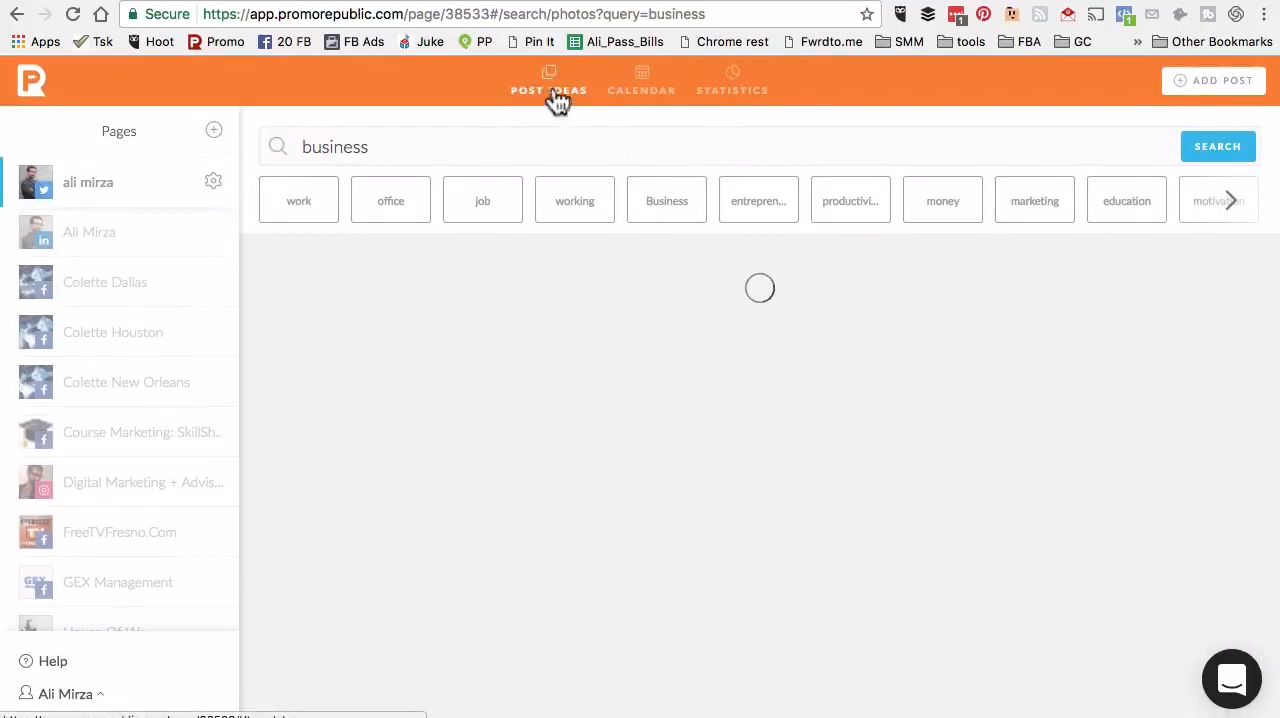 Secure https://app.promorepublic.com/page/38533#/search/photos?query=business
Apps Tsk Hoot Promo 20 FB FB Ads Juke PP Pin It Ali_Pass_Bills Chrome rest Fwrdto.me SMM tools FBA GC » Other Bookmarks
POST IDEAS CALENDAR STATISTICS ADD POST
Pages
business SEARCH
work office job working Business entrepren... productivi... money marketing education
ali mirza
Ali Mirza
Colette Dallas
Colette Houston
Colette New Orleans
Course Marketing: SkillSh..
Digital Marketing + Advis...
FreeTVFresno.Com
GEX Management
Help
Ali Mirza